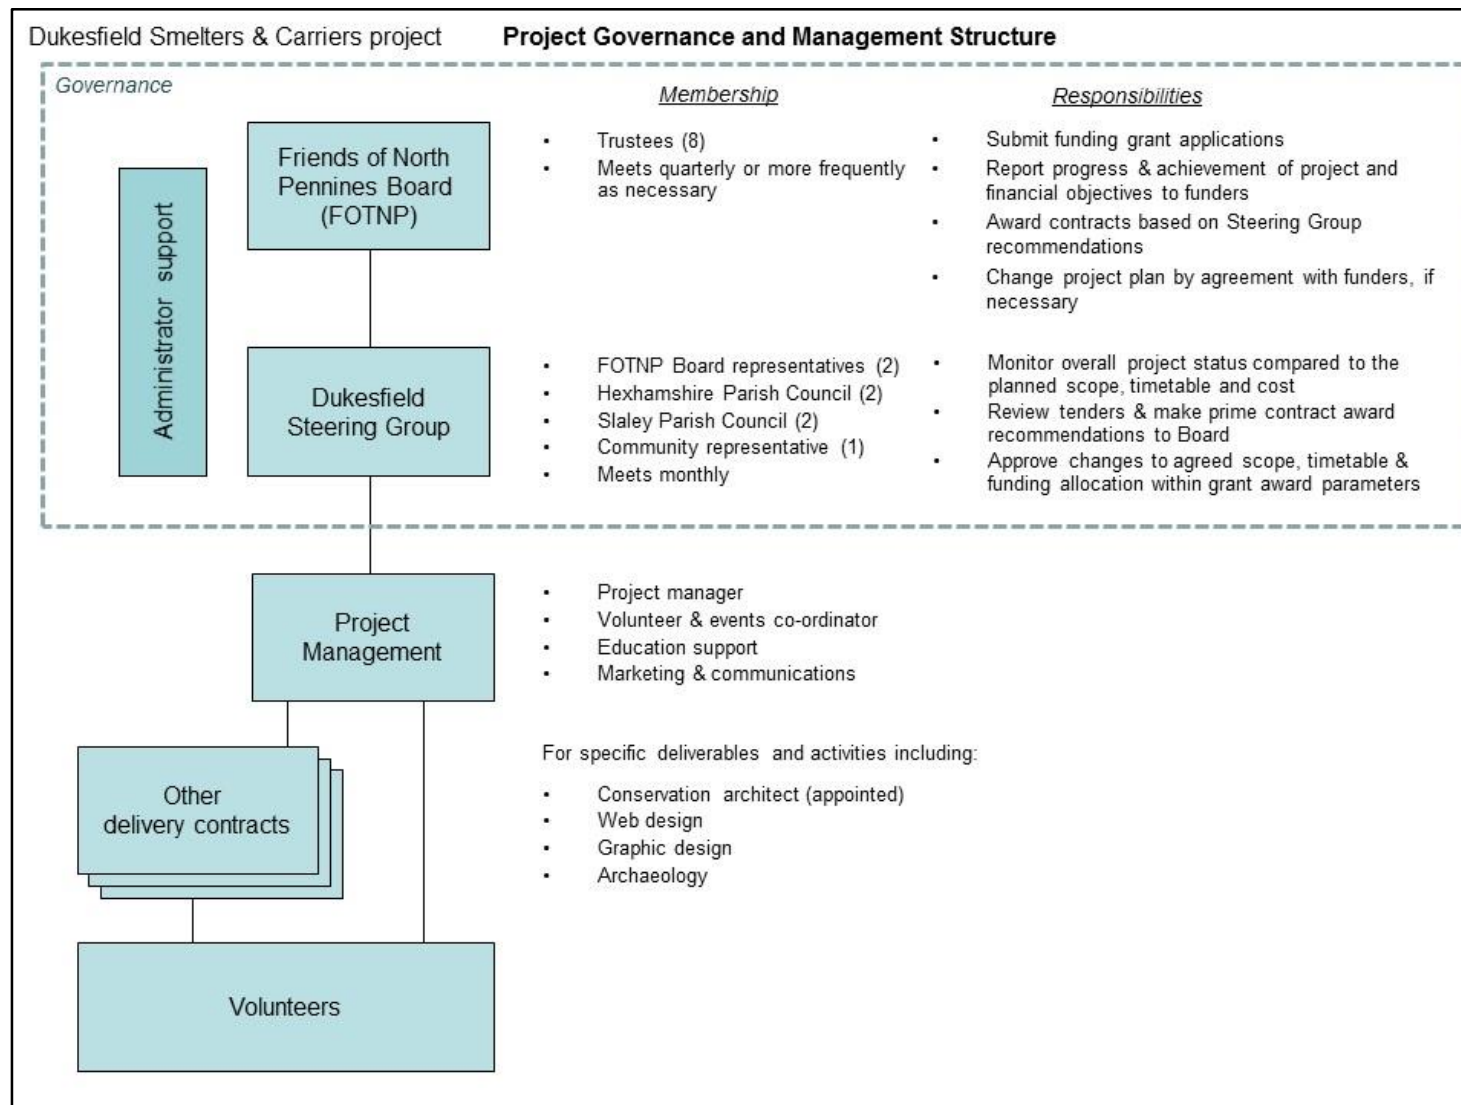 Dukesfield Smelters & Carriers project
Project Governance and Management Structure
Governance
Membership
Responsibilities
Administrator support
Friends of North
Pennines Board
(FOTNP)
• Trustees (8)
• Meets quarterly or more frequently
as necessary
• Submit funding grant applications
• Report progress & achievement of project and
financial objectives to funders
• Award contracts based on Steering Group
recommendations
• Change project plan by agreement with funders, if
necessary
Dukesfield
Steering Group
• FOTNP Board representatives (2)
• Hexhamshire Parish Council (2)
• Slaley Parish Council (2)
• Community representative (1)
• Meets monthly
• Monitor overall project status compared to the
planned scope, timetable and cost
• Review tenders & make prime contract award
recommendations to Board
• Approve changes to agreed scope, timetable &
funding allocation within grant award parameters
Project
Management
• Project manager
• Volunteer & events co-ordinator
• Education support
• Marketing & communications
Other
delivery contracts
For specific deliverables and activities including:
• Conservation architect (appointed)
• Web design
• Graphic design
• Archaeology
Volunteers